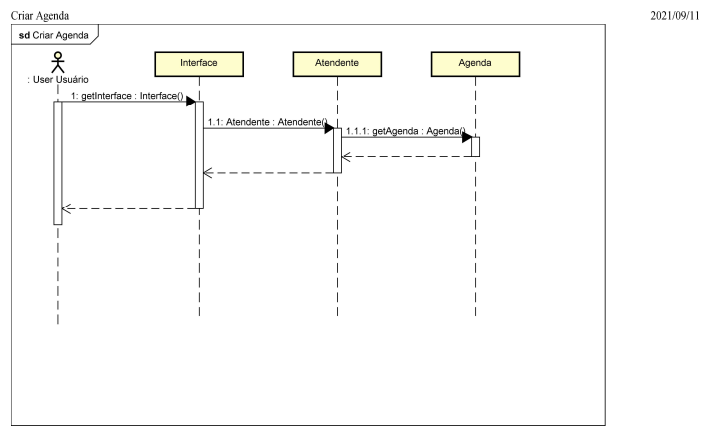 Criar Agenda
2021/09/11
sd Criar Agenda
Interface
Atendente
Agenda
: User Usuário
1: getInterface : Interface()
1.1: Atendente : Atendente()
1.1.1: getAgenda : Agenda()